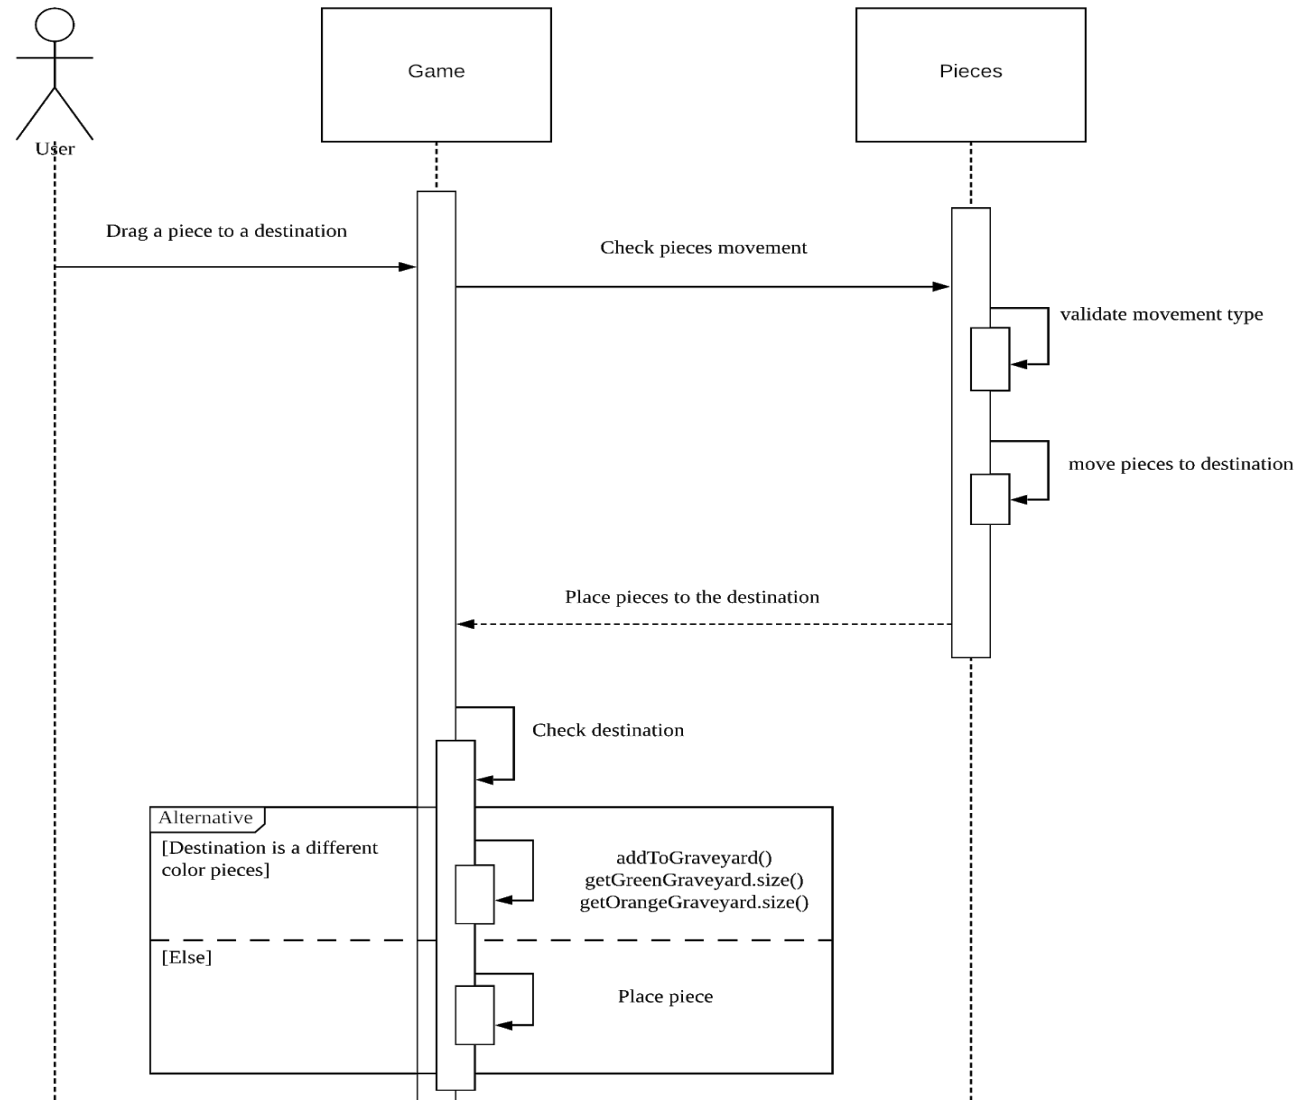 Game
Pieces
User
Drag a piece to a destination
Check pieces movement
validate movement type
move pieces to destination
Place pieces to the destination
Check destination
Alternative
[Destination is a different
color pieces]
addToGraveyard()
getGreenGraveyard.size()
getOrangeGraveyard.size()
[Else]
Place piece